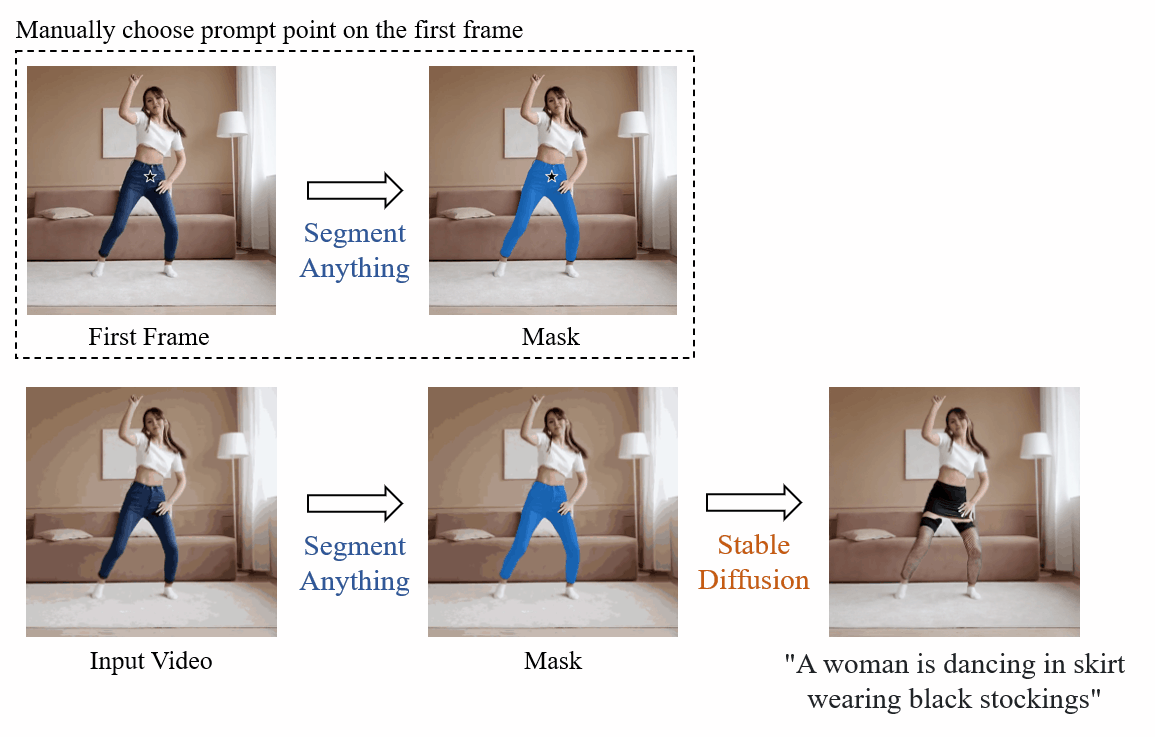 Manually choose prompt point on the first frame
Segment
Anything
First Frame
Mask
Segment
Anything
Stable
Diffusion
Input Video
Mask
"A woman is dancing in skirt
wearing black stockings"